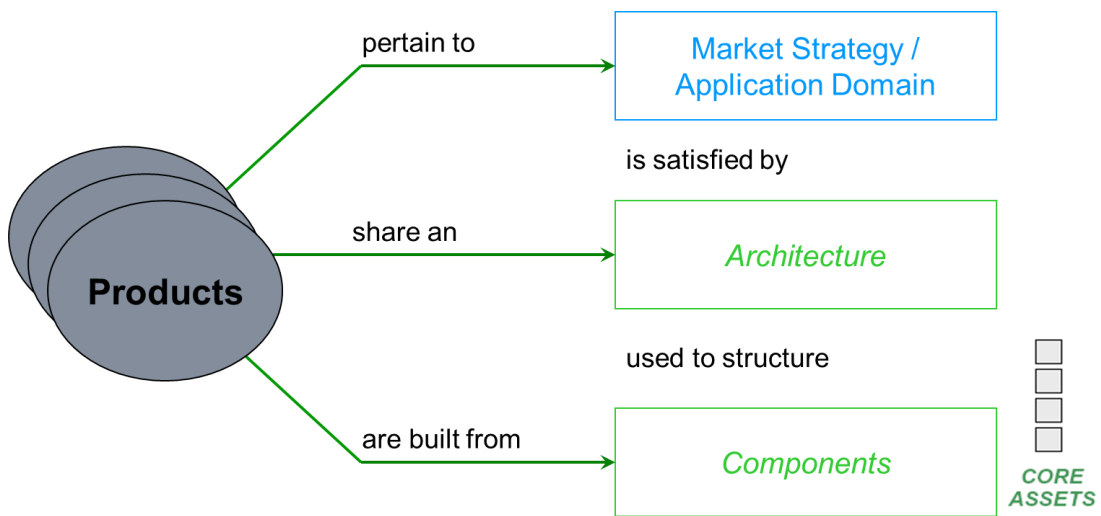 pertain to
Market Strategy /
Application Domain
is satisfied by
share an
Architecture
Products
used to structure
are built from
Components
CORE
ASSETS